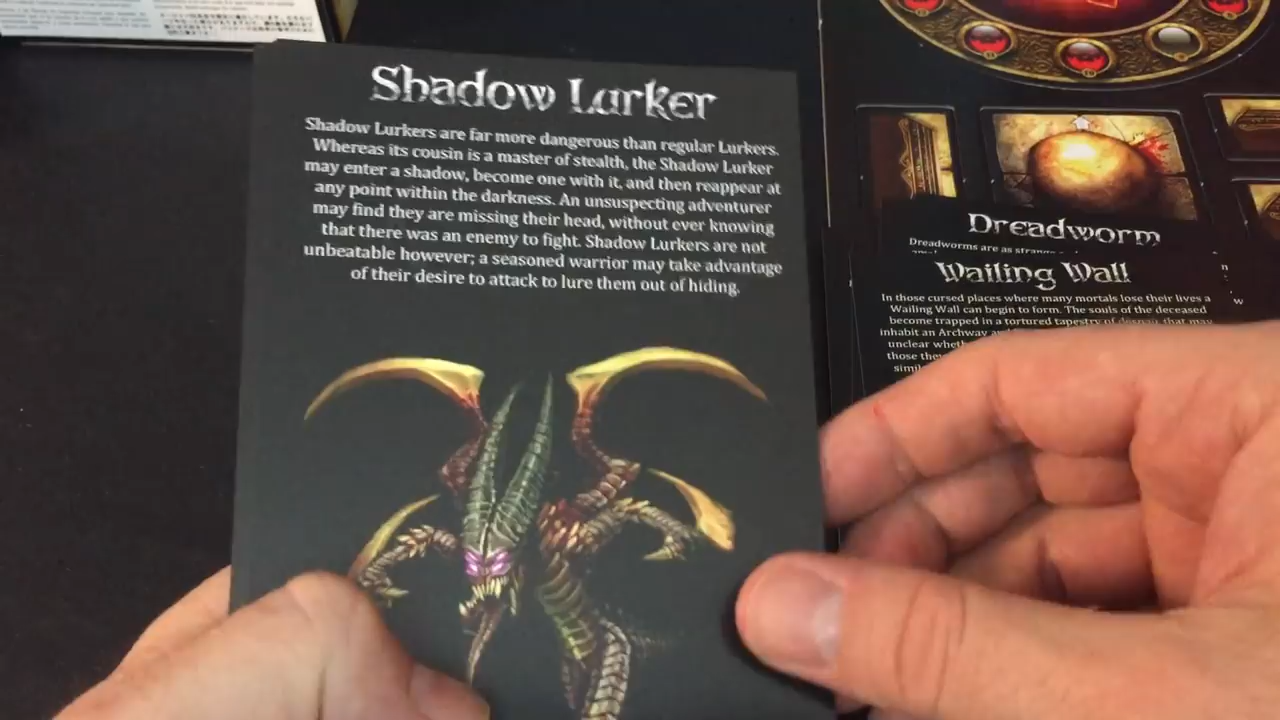 Shadow Lurker
Shadow Lurkers are far more dangerous than regular Lurkers.
Whereas its cousin is a master of stealth, the Shadow Lurker
may enter a shadow, become one with it, and then reappear at
any point within the darkness. An unsuspecting adventurer
may find they are missing their head, without ever knowing
that there was an enemy to fight. Shadow Lurkers are not
unbeatable however; a seasoned warrior may take advantage
of their desire to attack to lure them out of hiding.
Dreadworm
Dreadworms are as
Wailing Wall
In those cursed places where many mortals lose their lives a
Wailing Wall can begin to form. The souls of the deceased
become trapped in a tortured tapestry of despair that may
inhabit an Archway
unclear
those they